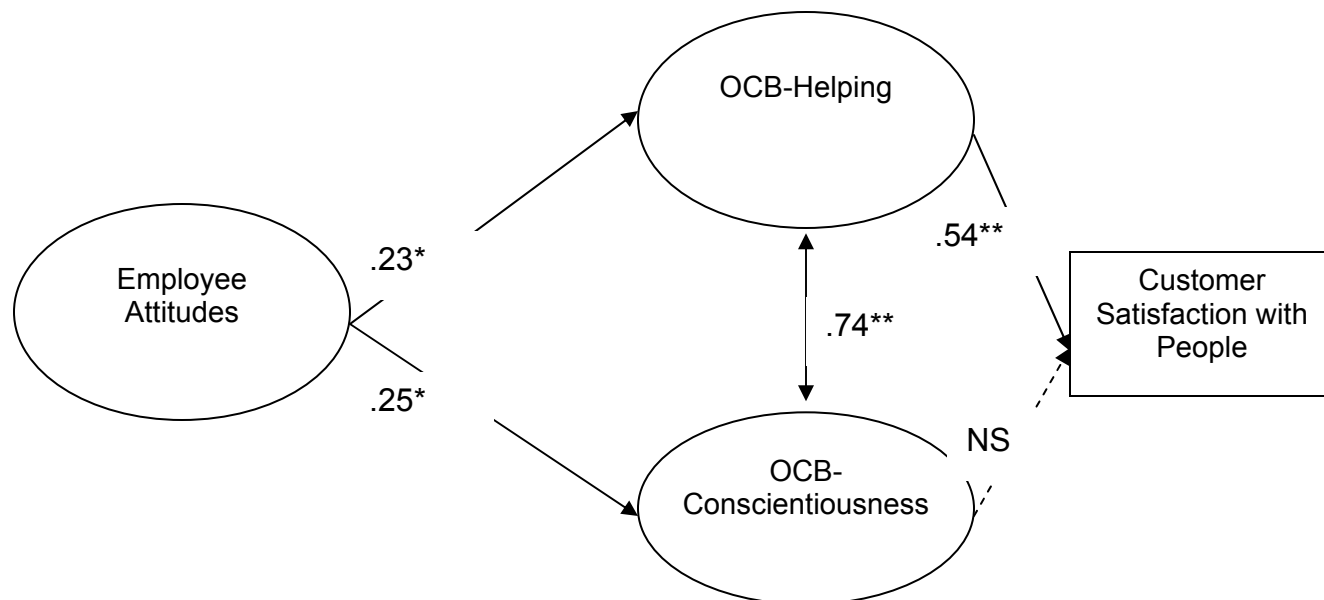 OCB-Helping
.54**
Employee
Attitudes
.23*
Customer
Satisfaction with
People
.74**
.25*
NS
OCB-
Conscientiousness